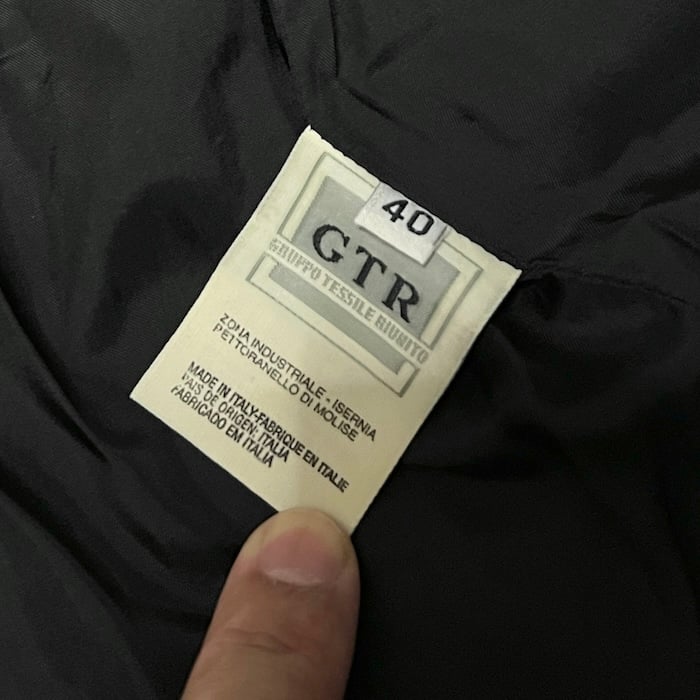 40
GTR
GRUPPO TESSILE RIUNITO
ZONA INDUSTRIALE - ISERNIA
PETTORANELLO DI MOLISE
MADE IN ITALY-FABRIQUE EN ITALIE
PAIS DE ORIGEN: ITALIA
FABRICADO EM ITALIA